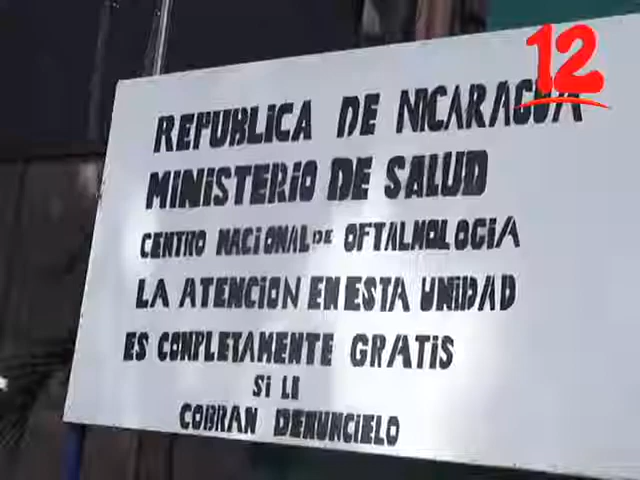 12
REPUBLICA DE NICARAGUA
MINISTERIO DE SALUD
CENTRO NACIONAL DE OFTALMOLOGIA
LA ATENCION EN ESTA UNIDAD
ES COMPLETAMENTE GRATIS
SI LE
COBRAN DENUNCIELO